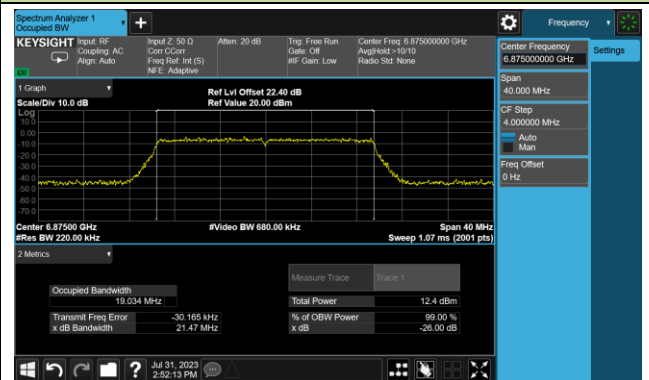 Spectrum Analyzer 1
Occupied BW
+
Frequency
KEYSIGHT
Input: RF
Coupling: AC
Align: Auto
Input Z: 50 Ω
Corr CCorr
Freq Ref: Int (S)
NFE: Adaptive
Atten: 20 dB
Trig: Free Run
Gate: Off
#IF Gain: Low
Center Freq: 6.875000000 GHz
Avg|Hold:>10/10
Radio Std: None
Center Frequency
6.875000000 GHz
Settings
Span
40.000 MHz
CF Step
4.000000 MHz
Auto
Man
Freq Offset
0 Hz
1 Graph
Scale/Div 10.0 dB
Ref Lvl Offset 22.40 dB
Ref Value 20.00 dBm
Log
10.0
0.00
-10.0
-20.0
-30.0
-40.0
-50.0
-60.0
-70.0
Center 6.87500 GHz
#Res BW 220.00 kHz
#Video BW 680.00 kHz
Span 40 MHz
Sweep 1.07 ms (2001 pts)
2 Metrics
Measure Trace
Trace 1
Occupied Bandwidth
19.034 MHz
Total Power
12.4 dBm
Transmit Freq Error
-30.165 kHz
% of OBW Power
99.00 %
x dB Bandwidth
21.47 MHz
x dB
-26.00 dB
?
Jul 31, 2023
2:52:13 PM